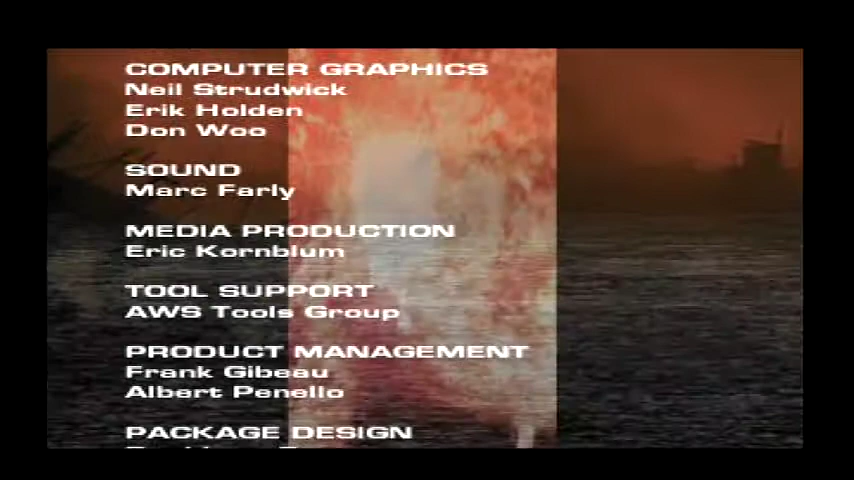 COMPUTER GRAPHICS
Neil Strudwick
Erik Holden
Don Woo
SOUND
Marc Farly
MEDIA PRODUCTION
Eric Kornblum
TOOL SUPPORT
AWS Tools Group
PRODUCT MANAGEMENT
Frank Gibeau
Albert Penello
PACKAGE DESIGN